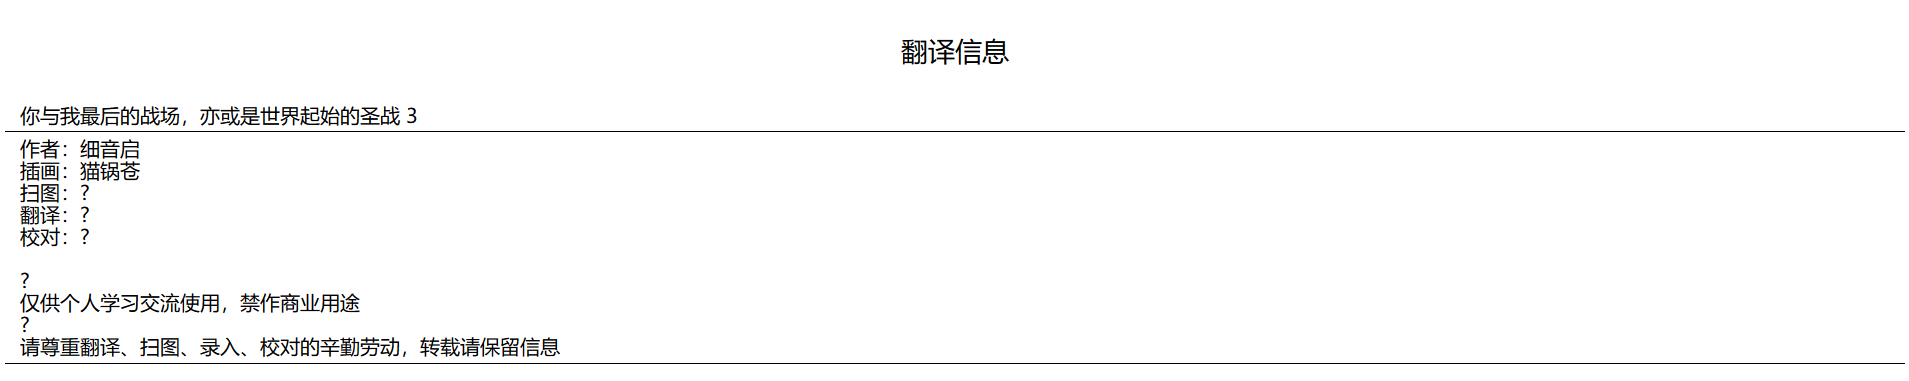 翻译信息
你与我最后的战场，亦或是世界起始的圣战 3
作者：细音启
插画：猫锅苍
扫图：?
翻译：?
校对：?
?
仅供个人学习交流使用，禁作商业用途
?
请尊重翻译、扫图、录入、校对的辛勤劳动，转载请保留信息